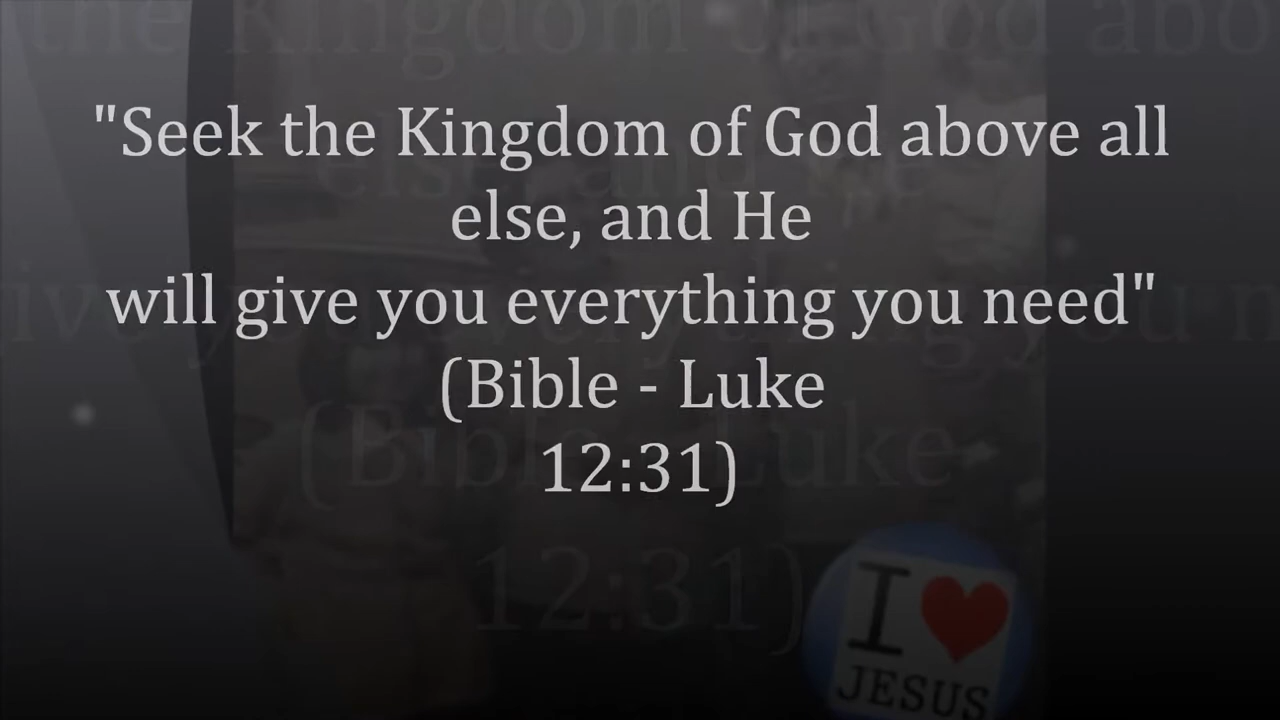 "Seek the Kingdom of God above all
else, and He
will give you everything you need"
(Bible - Luke
12:31)
I ❤
JESUS